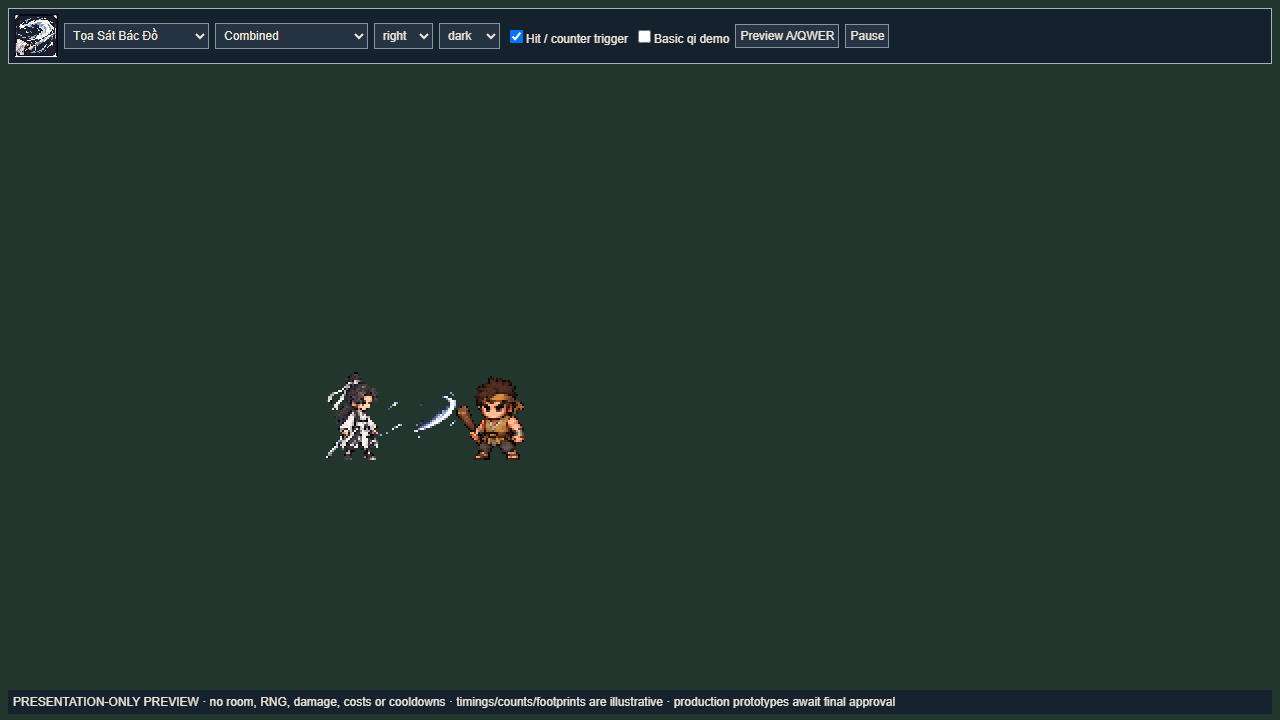 Tọa Sát Bác Đồ Combined right dark Hit / counter trigger Basic qi demo Preview A/QWER Pause
PRESENTATION-ONLY PREVIEW · no room, RNG, damage, costs or cooldowns · timings/counts/footprints are illustrative · production prototypes await final approval